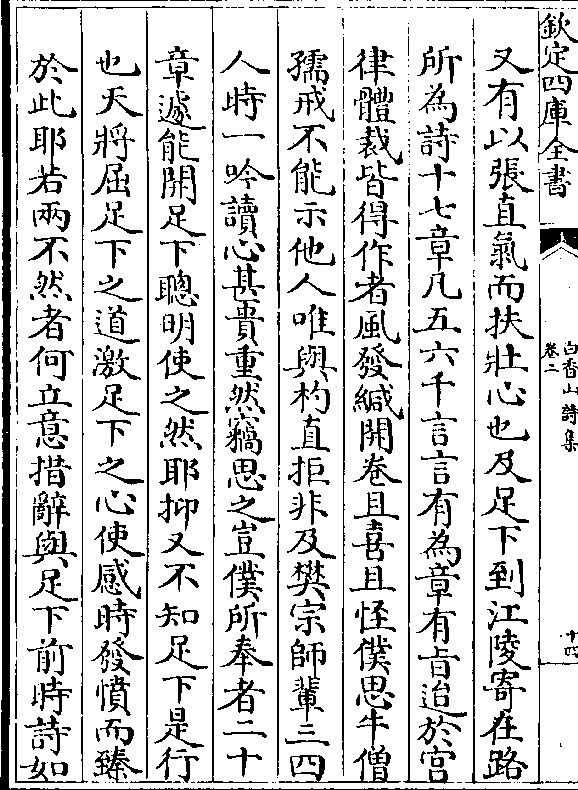 欽定四庫全書
白香山詩集
卷二
十四
又有以張直氣而扶壯心也及足下到江陵寄在路
所為詩十七章凡五六千言言有為章有旨迨於宫
律體裁皆得作者風發緘開卷且喜且怪僕思牛僧
孺戒不能示他人唯與杓直拒非及樊宗師輩三四
人時一吟讀心甚貴重然竊思之豈僕所奉者二十
章遽能開足下聰明使之然耶抑又不知足下是行
也天將屈足下之道激足下之心使感時發憤而臻
於此耶若兩不然者何立意措辭與足下前時詩如